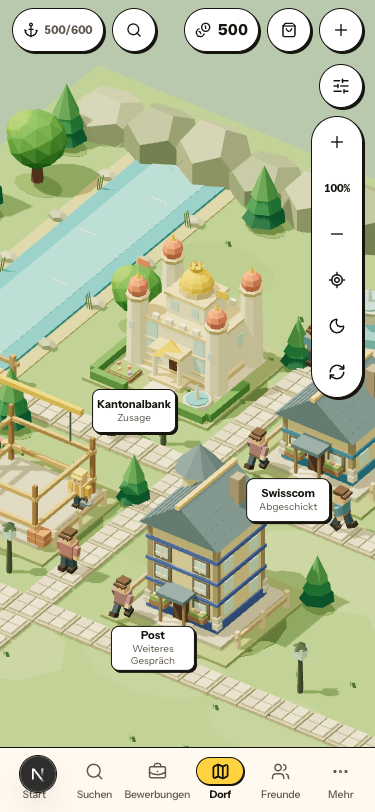 500/600
500
100%
Kantonalbank
Zusage
Swisscom
Abgeschickt
Post
Weiteres
Gespräch
N
Start
Suchen
Bewerbungen
Dorf
Freunde
Mehr